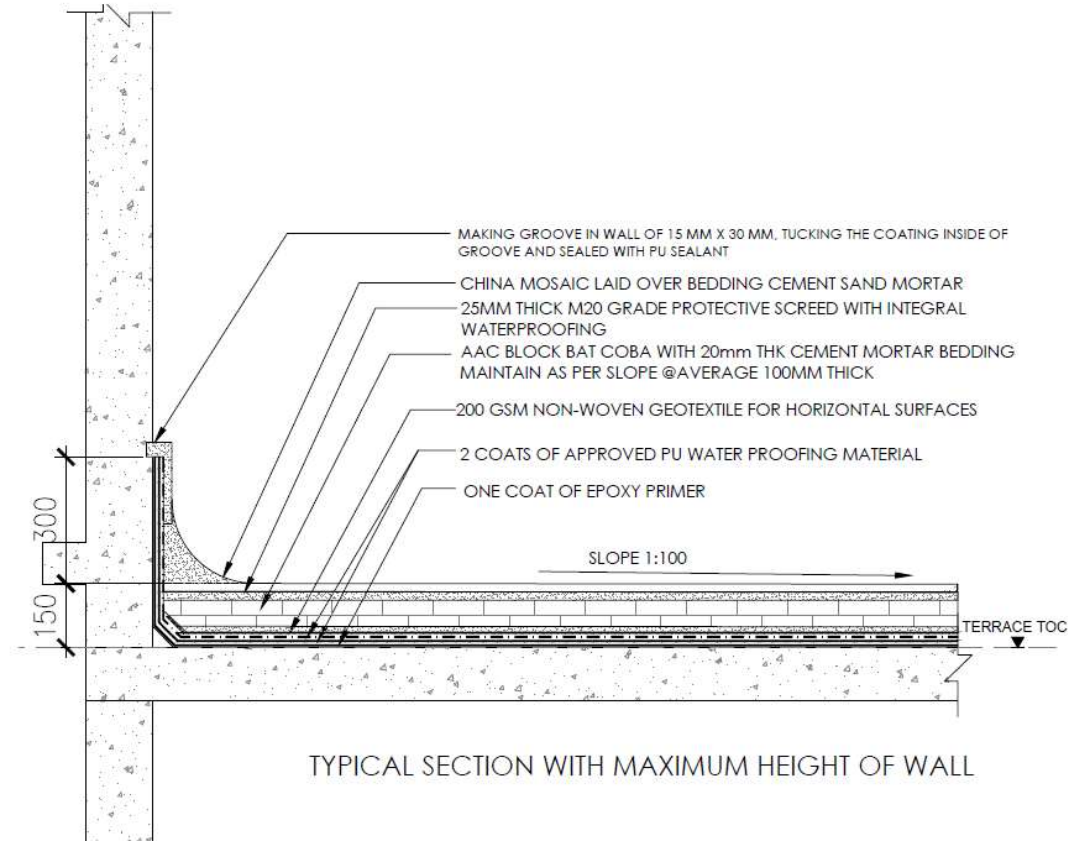 MAKING GROOVE IN WALL OF 15 MM X 30 MM, TUCKING THE COATING INSIDE OF
GROOVE AND SEALED WITH PU SEALANT
CHINA MOSAIC LAID OVER BEDDING CEMENT SAND MORTAR
25MM THICK M20 GRADE PROTECTIVE SCREED WITH INTEGRAL
WATERPROOFING
AAC BLOCK BAT COBA WITH 20mm THK CEMENT MORTAR BEDDING
MAINTAIN AS PER SLOPE @AVERAGE 100MM THICK
200 GSM NON-WOVEN GEOTEXTILE FOR HORIZONTAL SURFACES
2 COATS OF APPROVED PU WATER PROOFING MATERIAL
ONE COAT OF EPOXY PRIMER
300
SLOPE 1:100
150
TERRACE TOC
TYPICAL SECTION WITH MAXIMUM HEIGHT OF WALL